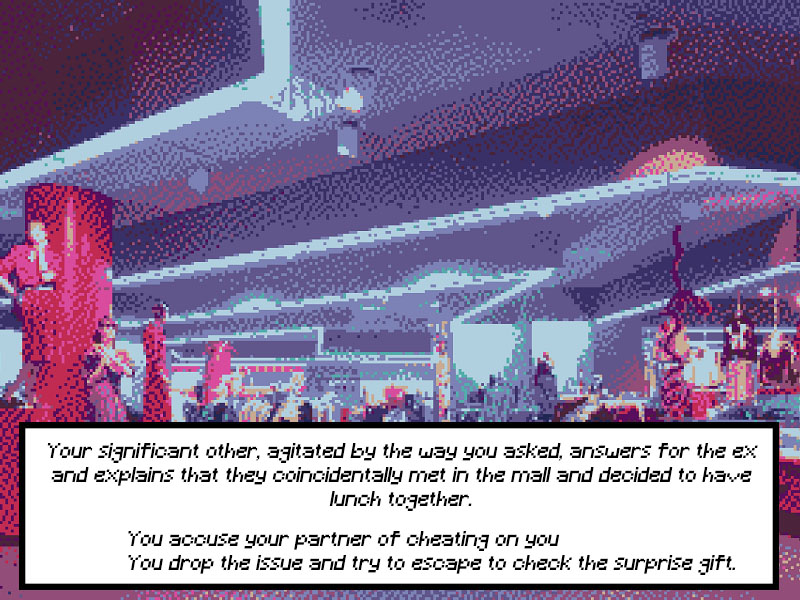 Your significant other, agitated by the way you asked, answers for the ex
and explains that they coincidentally met in the mall and decided to have
lunch together.
You accuse your partner of cheating on you
You drop the issue and try to escape to check the surprise gift.